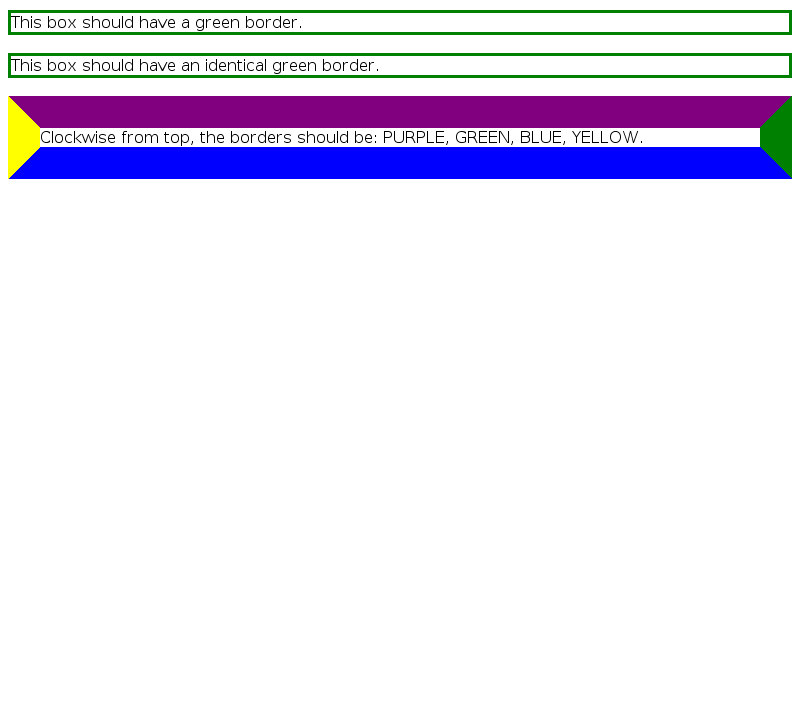 This box should have a green border.
This box should have an identical green border.
Clockwise from top, the borders should be: PURPLE, GREEN, BLUE, YELLOW.